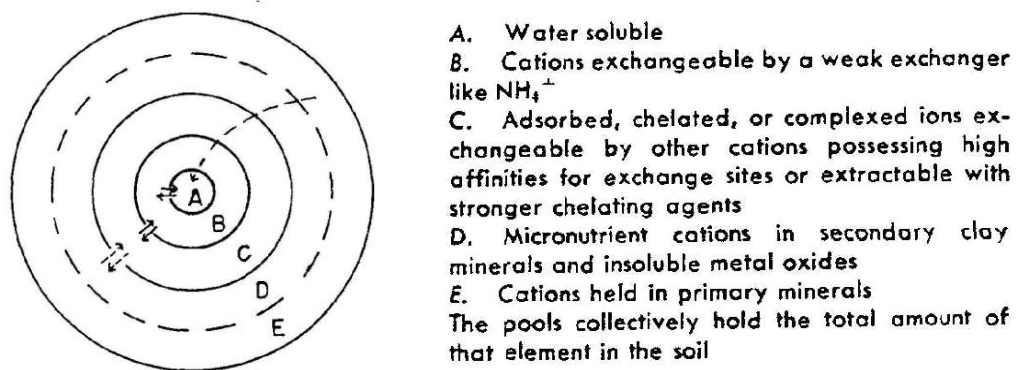 A
B
C
D
E
A. Water soluble
B. Cations exchangeable by a weak exchanger
like NH₄⁺
C. Adsorbed, chelated, or complexed ions ex-
changeable by other cations possessing high
affinities for exchange sites or extractable with
stronger chelating agents
D. Micronutrient cations in secondary clay
minerals and insoluble metal oxides
E. Cations held in primary minerals
The pools collectively hold the total amount of
that element in the soil